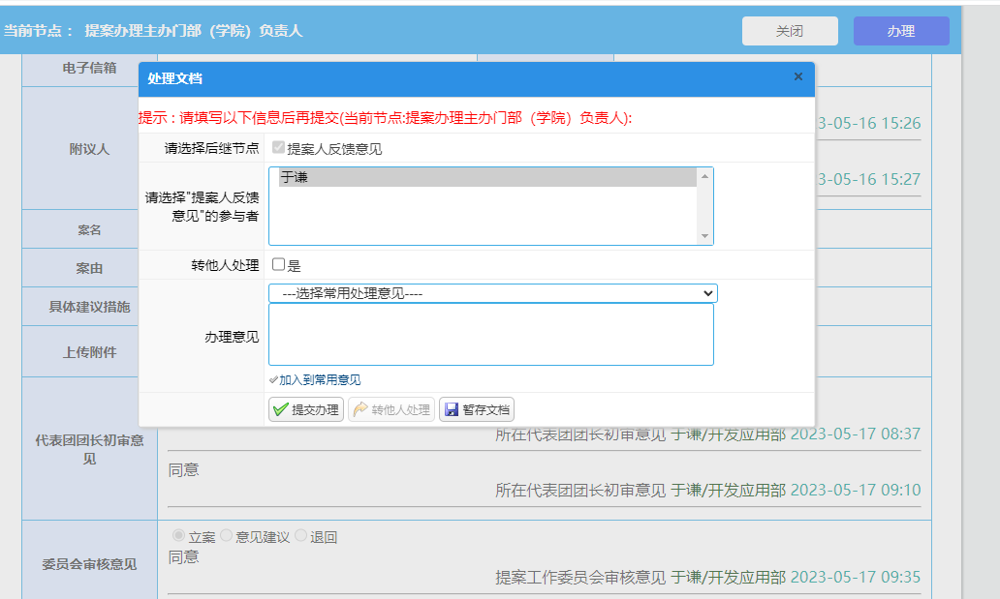 当前节点： 提案办理主办门部（学院）负责人
关闭
办理
电子信箱
处理文档
×
提示：请填写以下信息后再提交(当前节点:提案办理主办门部（学院）负责人):
3-05-16 15:26
附议人
请选择后继节点
提案人反馈意见
3-05-16 15:27
请选择"提案人反馈
意见"的参与者
于谦
案名
案由
转他人处理
是
具体建议措施
---选择常用处理意见----
上传附件
办理意见
加入到常用意见
提交办理
转他人处理
暂存文档
代表团团长初审意
见
所在代表团团长初审意见 于谦/开发应用部 2023-05-17 08:37
同意
所在代表团团长初审意见 于谦/开发应用部 2023-05-17 09:10
委员会审核意见
立案 意见建议 退回
同意
提案工作委员会审核意见 于谦/开发应用部 2023-05-17 09:35